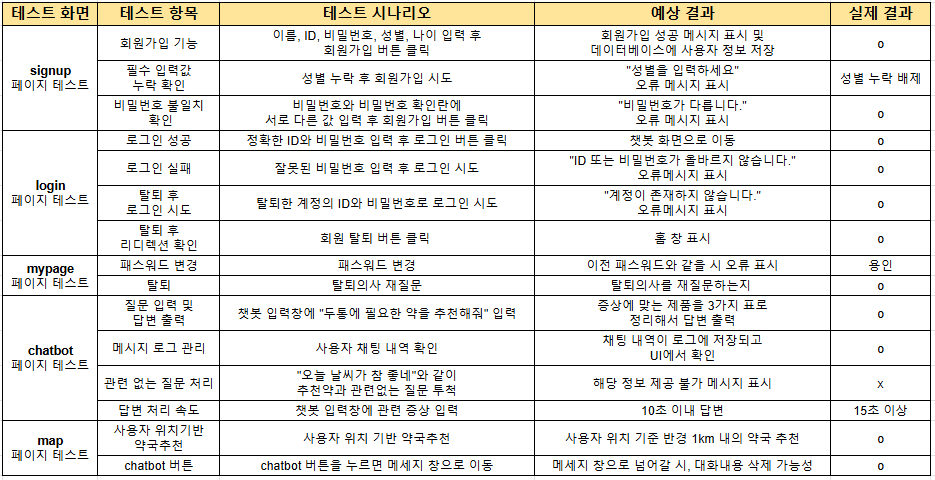 테스트 화면 테스트 항목 테스트 시나리오 예상 결과 실제 결과
signup
페이지 테스트
회원가입 기능
이름, ID, 비밀번호, 성별, 나이 입력 후
회원가입 버튼 클릭
회원가입 성공 메시지 표시 및
데이터베이스에 사용자 정보 저장
o
필수 입력값
누락 확인
성별 누락 후 회원가입 시도
"성별을 입력하세요"
오류 메시지 표시
성별 누락 배제
비밀번호 불일치
확인
비밀번호와 비밀번호 확인란에
서로 다른 값 입력 후 회원가입 버튼 클릭
"비밀번호가 다릅니다."
오류 메시지 표시
o
login
페이지 테스트
로그인 성공
정확한 ID와 비밀번호 입력 후 로그인 버튼 클릭
챗봇 화면으로 이동
o
로그인 실패
잘못된 비밀번호 입력 후 로그인 시도
"ID 또는 비밀번호가 올바르지 않습니다."
오류메시지 표시
o
탈퇴 후
로그인 시도
탈퇴한 계정의 ID와 비밀번호로 로그인 시도
"계정이 존재하지 않습니다."
오류메시지 표시
o
탈퇴 후
리디렉션 확인
회원 탈퇴 버튼 클릭
홈 창 표시
o
mypage
페이지 테스트
패스워드 변경
패스워드 변경
이전 패스워드와 같을 시 오류 표시
용인
탈퇴
탈퇴의사 재질문
탈퇴의사를 재질문하는지
o
chatbot
페이지 테스트
질문 입력 및
답변 출력
챗봇 입력창에 "두통에 필요한 약을 추천해줘" 입력
증상에 맞는 제품을 3가지 표로
정리해서 답변 출력
o
메시지 로그 관리
사용자 채팅 내역 확인
채팅 내역이 로그에 저장되고
UI에서 확인
o
관련 없는 질문 처리
"오늘 날씨가 참 좋네"와 같이
추천약과 관련없는 질문 투척
해당 정보 제공 불가 메시지 표시
x
답변 처리 속도
챗봇 입력창에 관련 증상 입력
10초 이내 답변
15초 이상
map
페이지 테스트
사용자 위치기반
약국추천
사용자 위치 기반 약국추천
사용자 위치 기준 반경 1km 내의 약국 추천
o
chatbot 버튼
chatbot 버튼을 누르면 메세지 창으로 이동
메세지 창으로 넘어갈 시, 대화내용 삭제 가능성
o